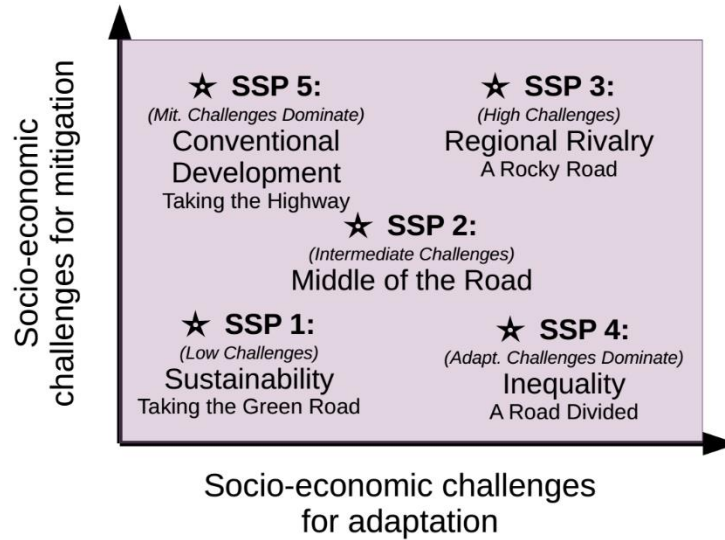 Socio-economic
challenges for mitigation
SSP 5:
(Mit. Challenges Dominate)
Conventional
Development
Taking the Highway
SSP 3:
(High Challenges)
Regional Rivalry
A Rocky Road
SSP 2:
(Intermediate Challenges)
Middle of the Road
SSP 1:
(Low Challenges)
Sustainability
Taking the Green Road
SSP 4:
(Adapt. Challenges Dominate)
Inequality
A Road Divided
Socio-economic challenges
for adaptation